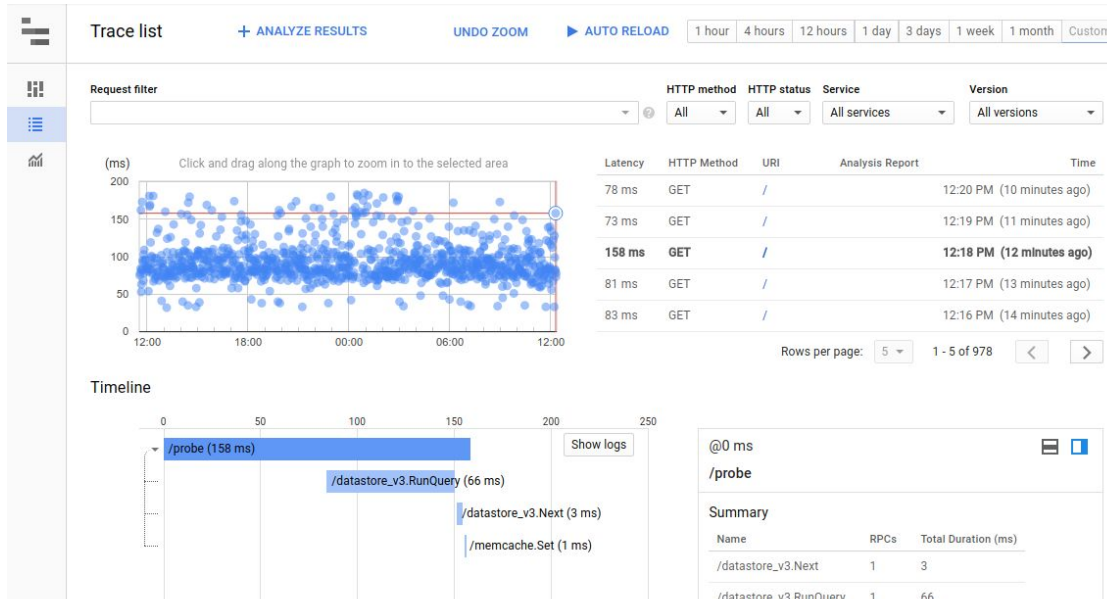 Trace list + ANALYZE RESULTS UNDO ZOOM AUTO RELOAD 1 hour 4 hours 12 hours 1 day 3 days 1 week 1 month Custom
Request filter HTTP method HTTP status Service Version
All All All services All versions
(ms) Click and drag along the graph to zoom in to the selected area
200
150
100
50
0
12:00 18:00 00:00 06:00 12:00
Latency HTTP Method URI Analysis Report Time
78 ms GET / 12:20 PM (10 minutes ago)
73 ms GET / 12:19 PM (11 minutes ago)
158 ms GET / 12:18 PM (12 minutes ago)
81 ms GET / 12:17 PM (13 minutes ago)
83 ms GET / 12:16 PM (14 minutes ago)
Rows per page: 5 1 - 5 of 978
Timeline
0 50 100 150 200 250
Show logs
/probe (158 ms)
/datastore_v3.RunQuery (66 ms)
/datastore_v3.Next (3 ms)
/memcache.Set (1 ms)
@0 ms
/probe
Summary
Name RPCs Total Duration (ms)
/datastore_v3.Next 1 3
/datastore_v3.RunQuery 1 66